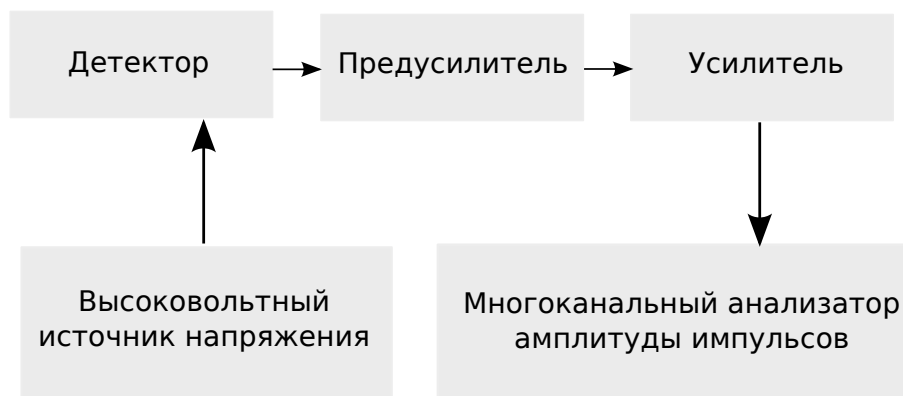 Детектор
Предусилитель
Усилитель
Высоковольтный
источник напряжения
Многоканальный анализатор
амплитуды импульсов